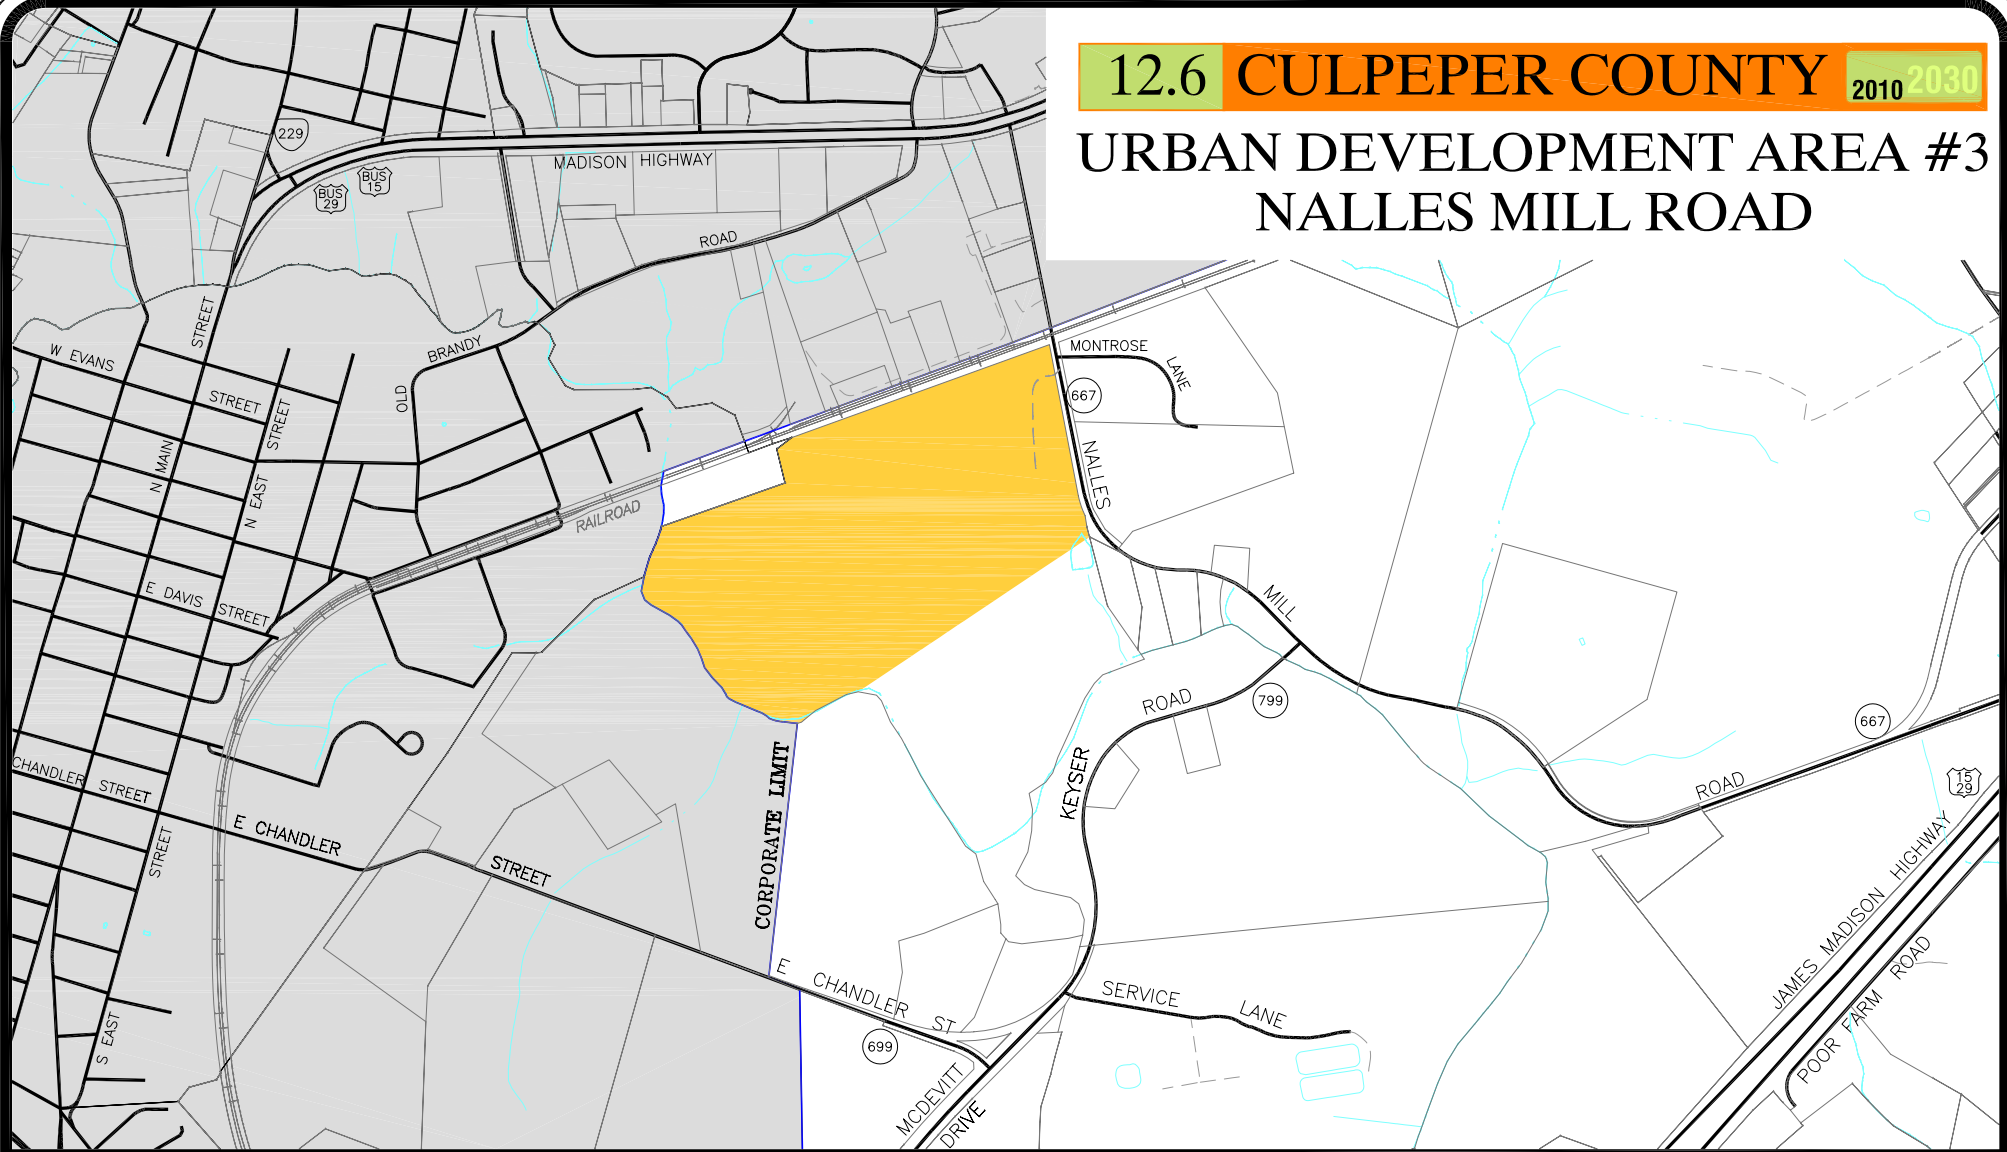 12.6 CULPEPER COUNTY 2010 2030
URBAN DEVELOPMENT AREA #3
NALLES MILL ROAD
229
MADISON HIGHWAY
BUS 15
BUS 29
ROAD
STREET
BRANDY
OLD
W EVANS
STREET
STREET
N MAIN
N EAST
RAILROAD
MONTROSE
LANE
667
NALLES
MILL
E DAVIS STREET
ROAD
799
KEYSER
667
ROAD
15 29
CHANDLER STREET
E CHANDLER
STREET
STREET
CORPORATE LIMIT
JAMES MADISON HIGHWAY
POOR FARM ROAD
E CHANDLER ST
699
SERVICE LANE
S EAST
MCDEVITT
DRIVE